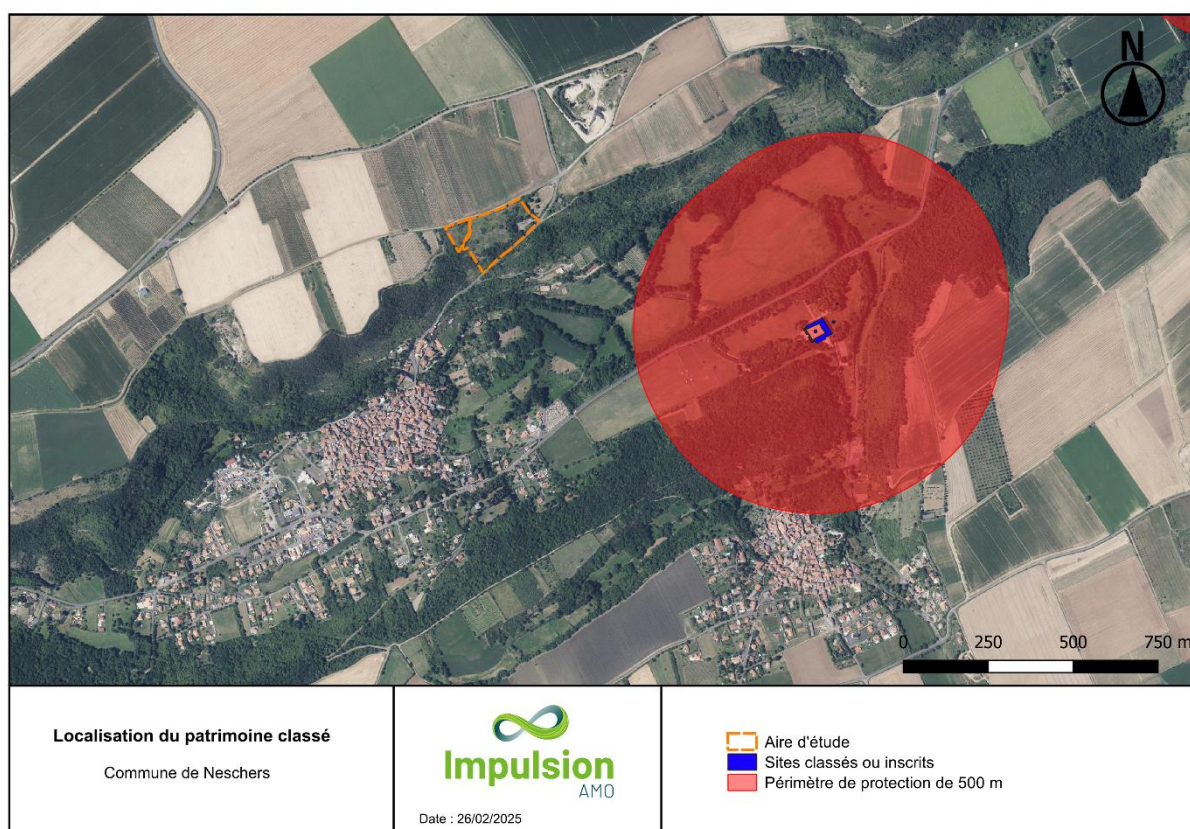 N
0 250 500 750 m
Localisation du patrimoine classé
Commune de Neschers
Impulsion
AMO
Date : 26/02/2025
Aire d'étude
Sites classés ou inscrits
Périmètre de protection de 500 m